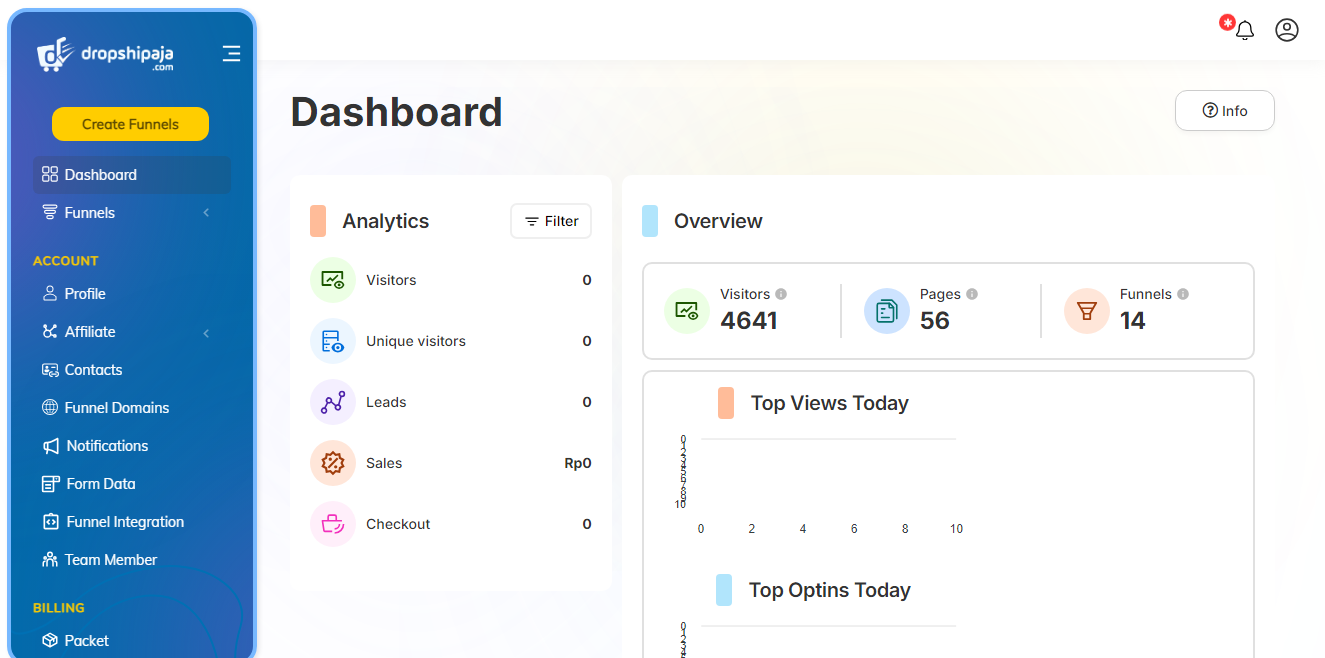 dropshipaja
.com
Create Funnels
Dashboard
Funnels
ACCOUNT
Profile
Affiliate
Contacts
Funnel Domains
Notifications
Form Data
Funnel Integration
Team Member
BILLING
Packet
Dashboard
Info
Analytics
Filter
Visitors 0
Unique visitors 0
Leads 0
Sales Rp0
Checkout 0
Overview
Visitors
4641
Pages
56
Funnels
14
Top Views Today
0
1
2
3
4
5
6
7
8
9
10
0 2 4 6 8 10
Top Optins Today
0
1
2
3
4